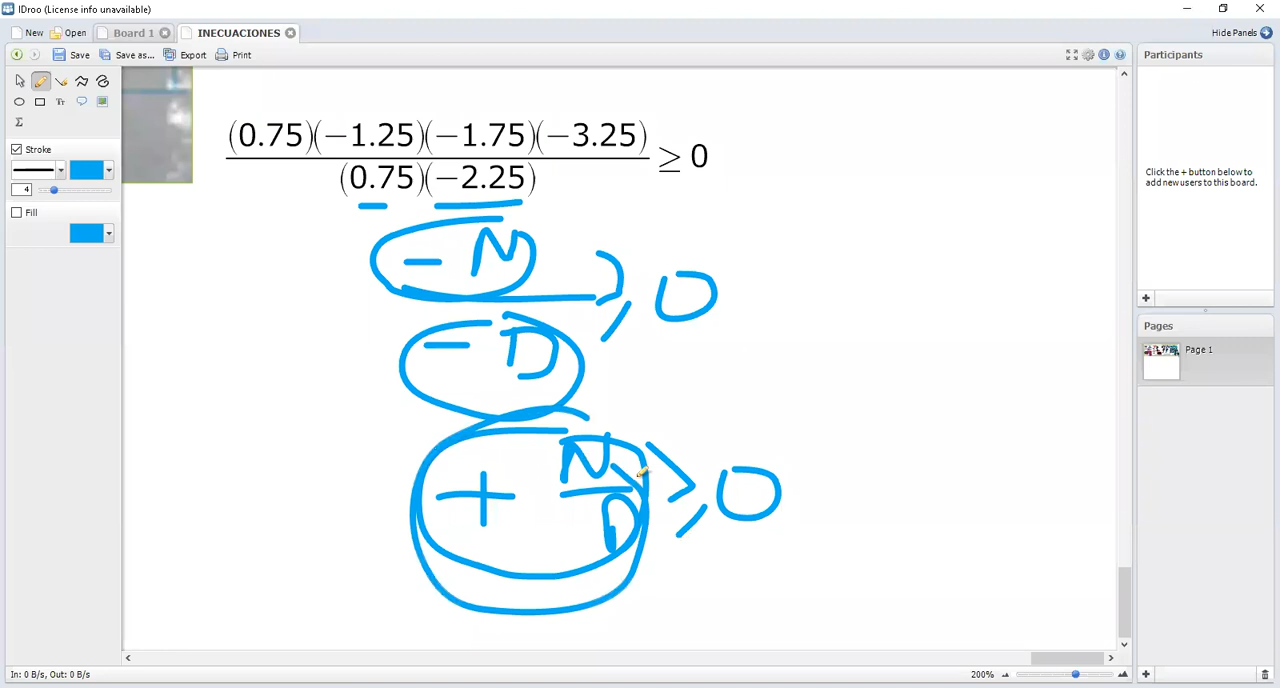 IDroo (License info unavailable)
New Open Board 1 INECUACIONES Hide Panels
Save Save as... Export Print Participants
Stroke
4
Fill
(0.75)(−1.25)(−1.75)(−3.25)
(0.75)(−2.25)
≥ 0
− N
− D
≥ 0
+ N
D
≥ 0
Click the + button below to
add new users to this board.
Pages
Page 1
In: 0 B/s, Out: 0 B/s 200%